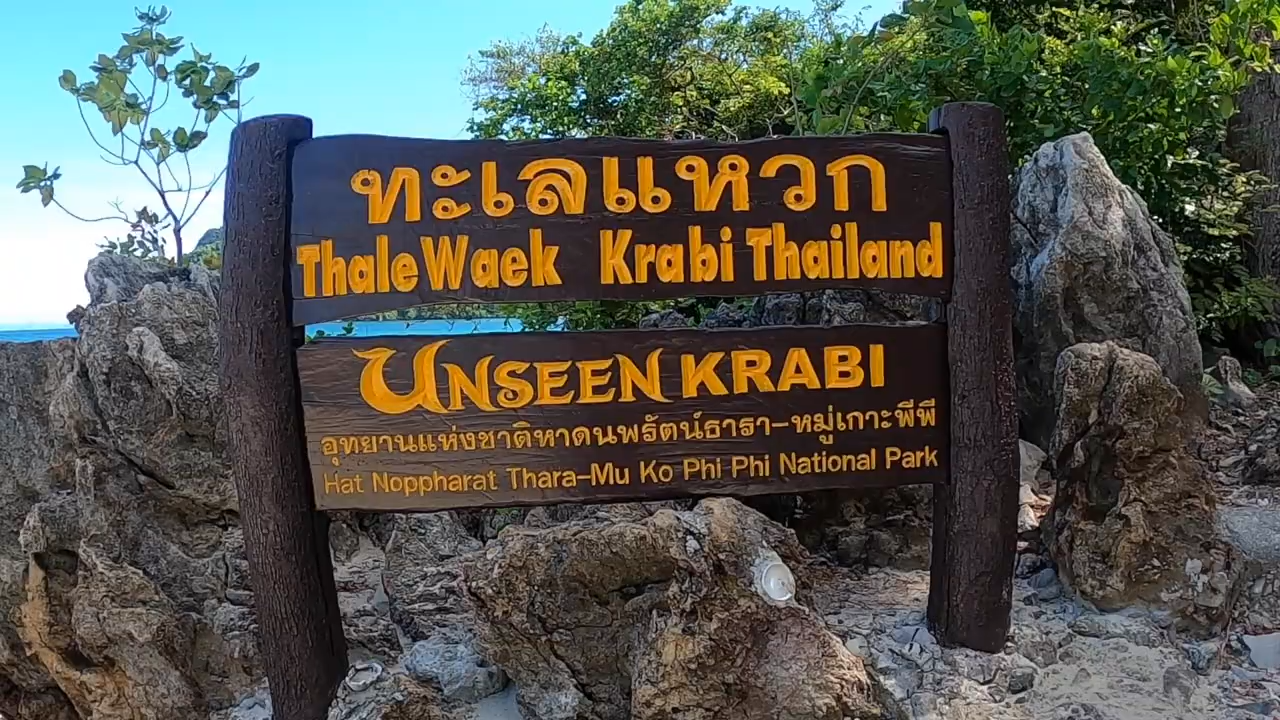 ทะเลแหวก
Thale Waek Krabi Thailand
UNSEEN KRABI
อุทยานแห่งชาติหาดนพรัตน์ธารา-หมู่เกาะพีพี
Hat Noppharat Thara-Mu Ko Phi Phi National Park